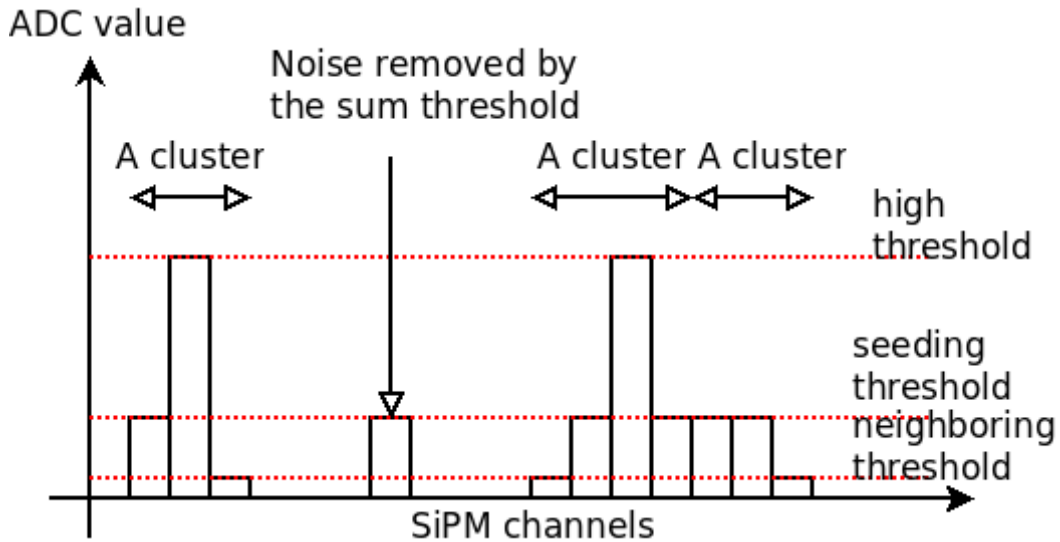 ADC value
Noise removed by
the sum threshold
A cluster
A cluster
A cluster
high
threshold
seeding
threshold
neighboring
threshold
SiPM channels